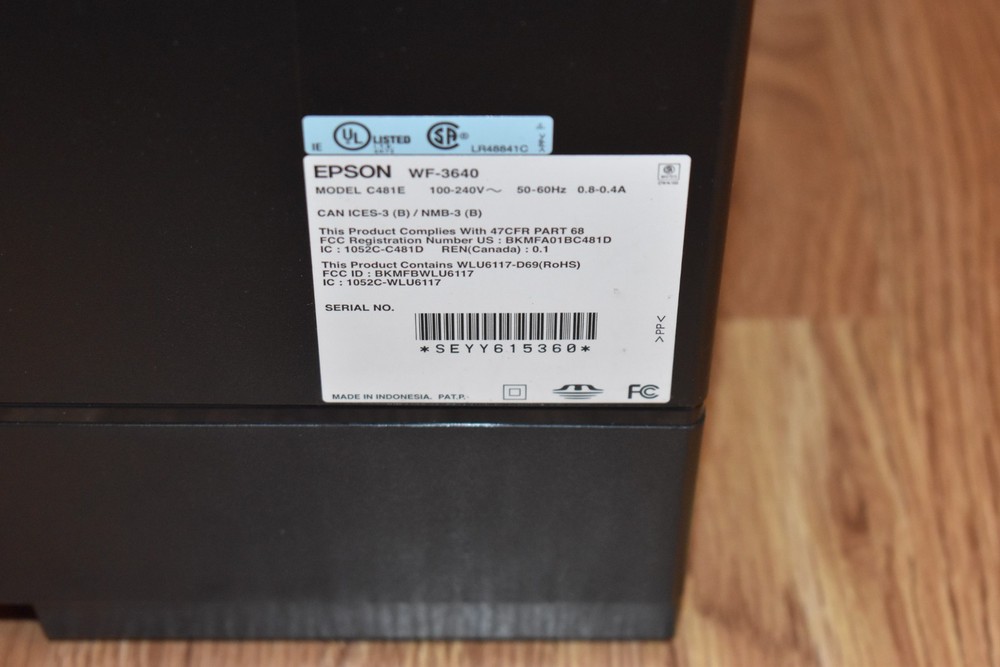 IE UL LISTED SA® LR48841C
EPSON WF-3640
MODEL C481E 100-240V～ 50-60Hz 0.8-0.4A
CAN ICES-3 (B) / NMB-3 (B)
This Product Complies With 47CFR PART 68
FCC Registration Number US : BKMFA01BC481D
IC : 1052C-C481D REN(Canada) : 0.1
This Product Contains WLU6117-D69(RoHS)
FCC ID : BKMFBWLU6117
IC : 1052C-WLU6117
SERIAL NO.
*SEYY615360*
>PP<
MADE IN INDONESIA. PAT.P. FC